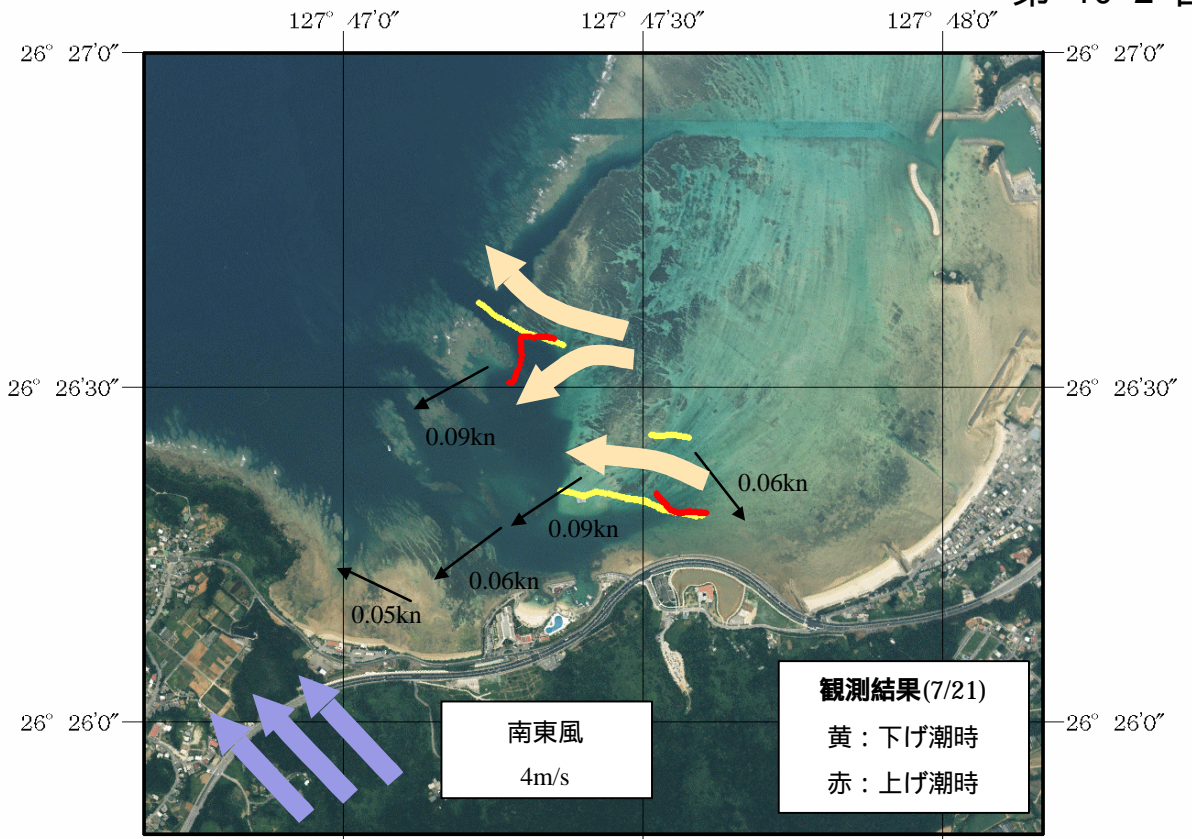 127° 47'0" 127° 47'30" 127° 48'0"
26° 27'0" 26° 27'0"
26° 26'30" 26° 26'30"
0.09kn
0.06kn
0.09kn
0.06kn
0.05kn
26° 26'0" 26° 26'0"
南東風
4m/s
観測結果(7/21)
黄：下げ潮時
赤：上げ潮時